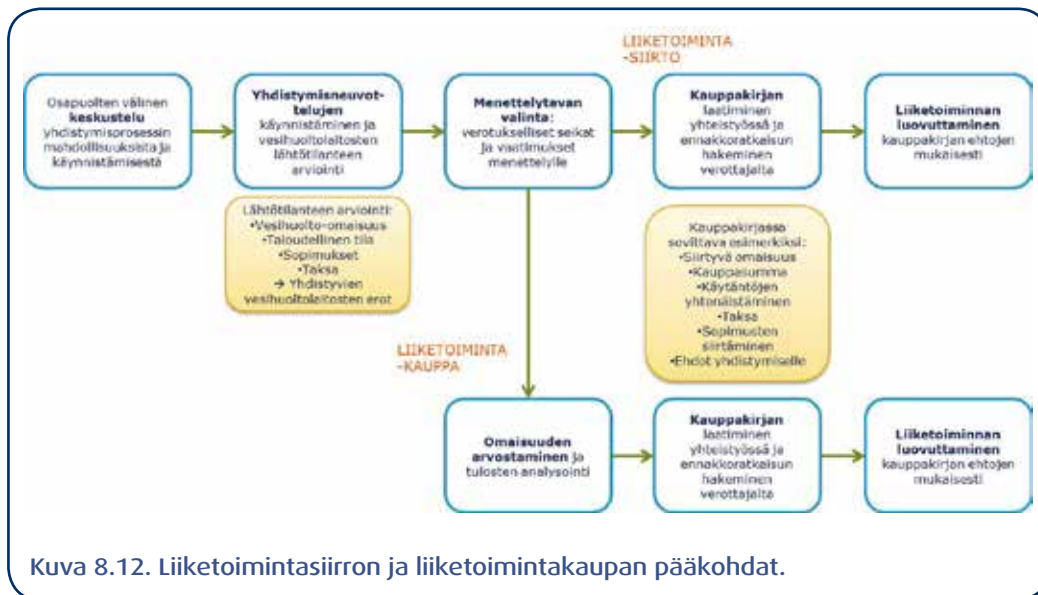 LIIKETOIMINTA
-SIIRTO
Osapuolten välinen
keskustelu
yhdistymisprosessin
mahdollisuuksista ja
käynnistämisestä
Yhdistymisneuvot-
telujen
käynnistäminen ja
vesihuoltolaitosten
lähtötilanteen
arviointi
Menettelytavan
valinta:
verotukselliset seikat
ja vaatimukset
menettelylle
Kauppakirjan
laatiminen
yhteistyössä ja
ennakkoratkaisun
hakeminen
verottajalta
Liiketoiminnan
luovuttaminen
kauppakirjan ehtojen
mukaisesti
Lähtötilanteen arviointi:
•Vesihuolto-omaisuus
•Taloudellinen tila
•Sopimukset
•Taksa
→ Yhdistyvien
vesihuoltolaitosten erot
Kauppakirjassa
sovittava esimerkiksi:
•Siirtyvä omaisuus
•Kauppasumma
•Käytäntöjen
yhtenäistäminen
•Taksa
•Sopimusten
siirtäminen
•Ehdot yhdistymiselle
LIIKETOIMINTA
-KAUPPA
Omaisuuden
arvostaminen ja
tulosten analysointi
Kauppakirjan
laatiminen
yhteistyössä ja
ennakkoratkaisun
hakeminen
verottajalta
Liiketoiminnan
luovuttaminen
kauppakirjan ehtojen
mukaisesti
Kuva 8.12. Liiketoimintasiirron ja liiketoimintakaupan pääkohdat.